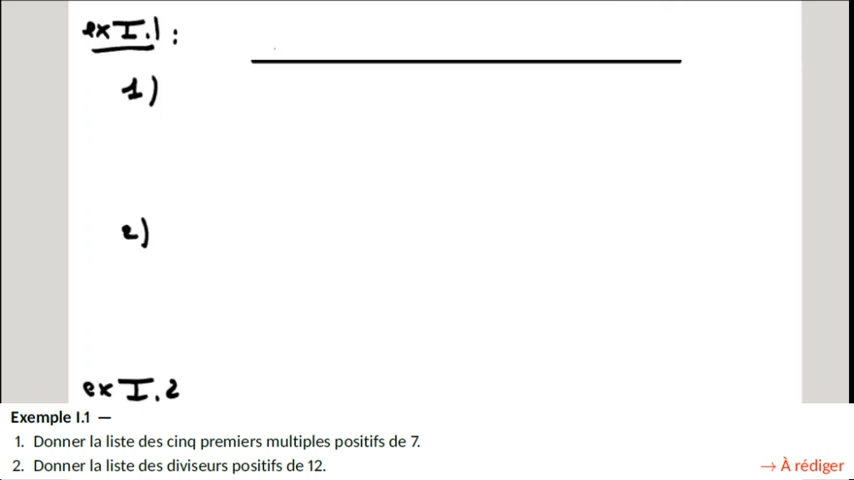 ex I.1 :
1)
2)
ex I.2
Exemple I.1 —
1. Donner la liste des cinq premiers multiples positifs de 7.
2. Donner la liste des diviseurs positifs de 12.
→ À rédiger